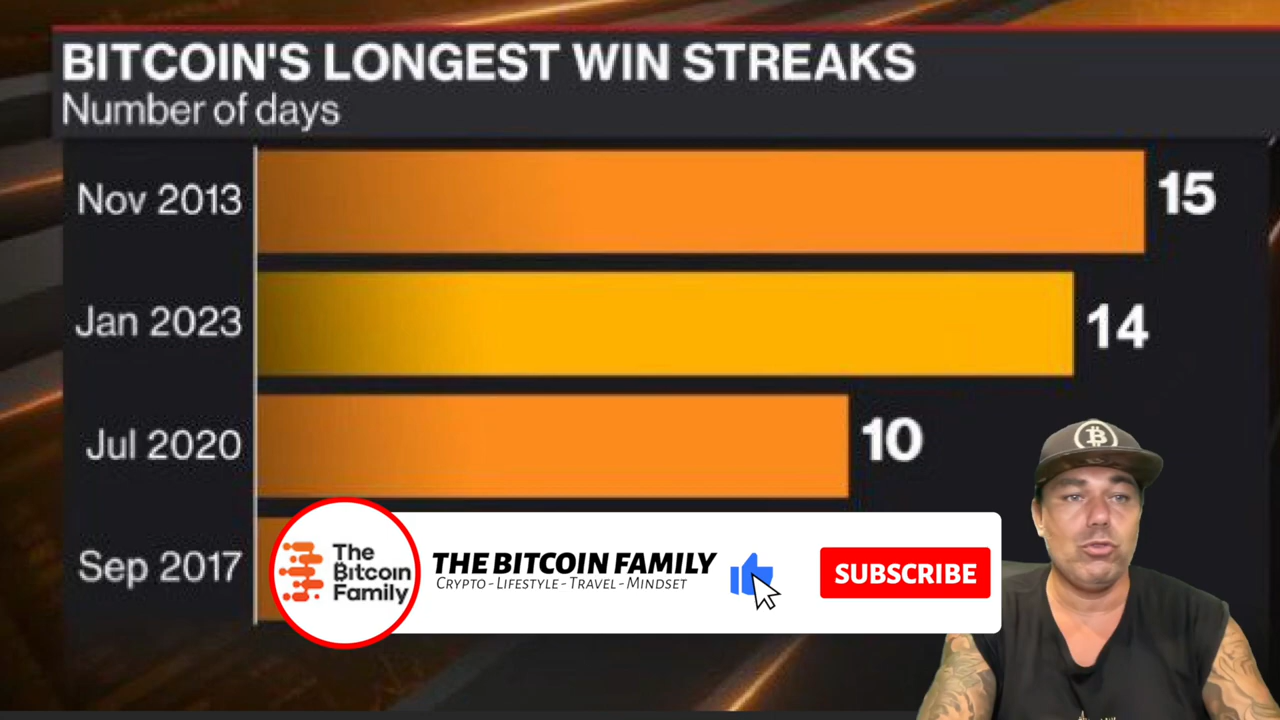 BITCOIN'S LONGEST WIN STREAKS
Number of days
Nov 2013 15
Jan 2023 14
Jul 2020 10
Sep 2017
The
Bitcoin
Family
THE BITCOIN FAMILY
CRYPTO - LIFESTYLE - TRAVEL - MINDSET
SUBSCRIBE